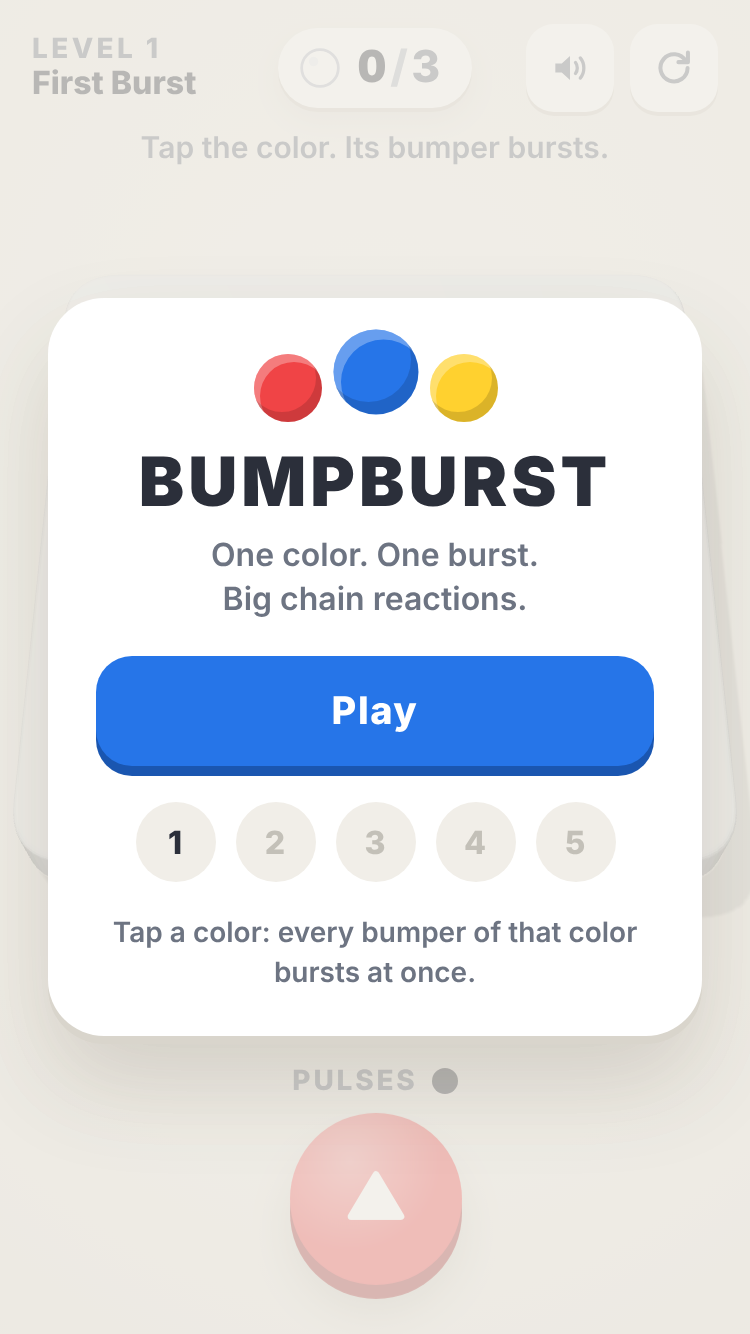 LEVEL 1
First Burst
0/3
Tap the color. Its bumper bursts.
BUMPBURST
One color. One burst.
Big chain reactions.
Play
1 2 3 4 5
Tap a color: every bumper of that color
bursts at once.
PULSES